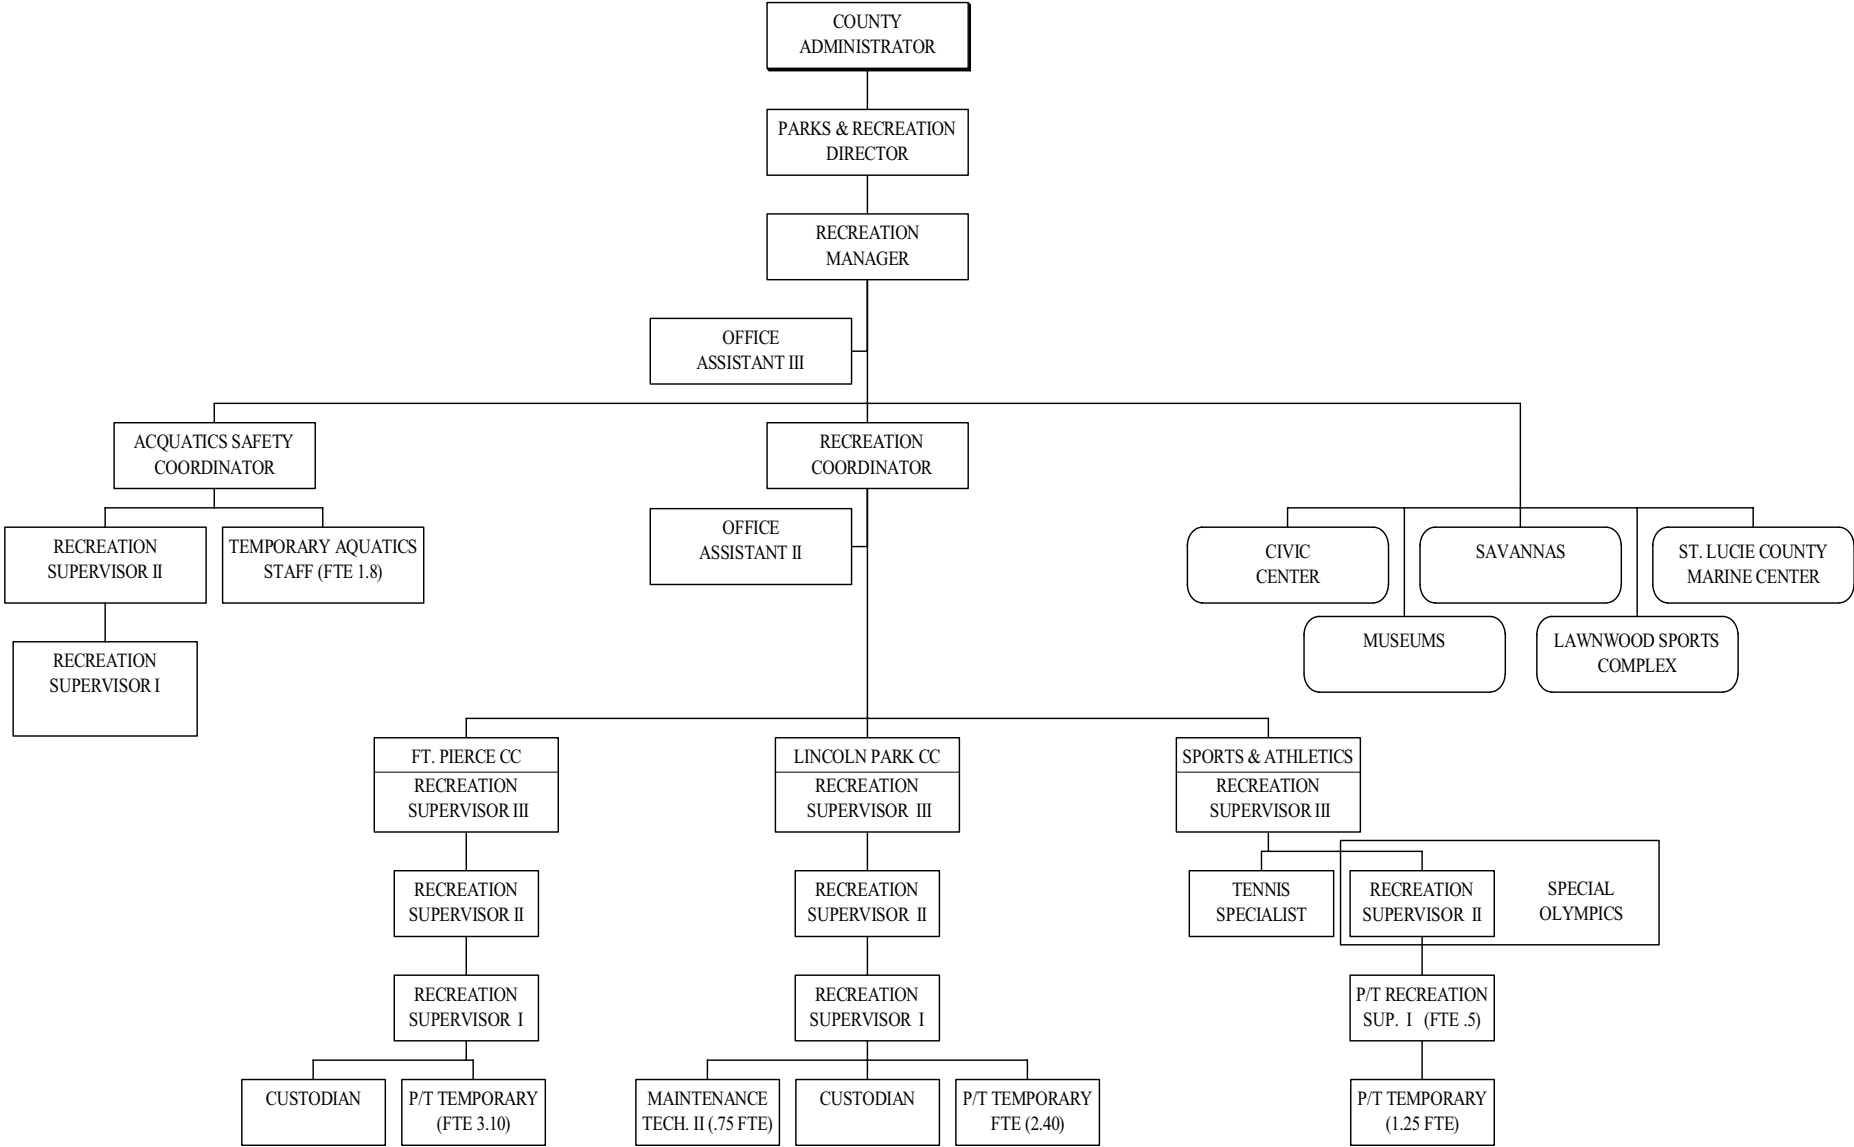 COUNTY
ADMINISTRATOR
PARKS & RECREATION
DIRECTOR
RECREATION
MANAGER
OFFICE
ASSISTANT III
ACQUATICS SAFETY
COORDINATOR
RECREATION
COORDINATOR
RECREATION
SUPERVISOR II
TEMPORARY AQUATICS
STAFF (FTE 1.8)
OFFICE
ASSISTANT II
CIVIC
CENTER
SAVANNAS
ST. LUCIE COUNTY
MARINE CENTER
MUSEUMS
LAWNWOOD SPORTS
COMPLEX
RECREATION
SUPERVISOR I
FT. PIERCE CC
RECREATION
SUPERVISOR III
LINCOLN PARK CC
RECREATION
SUPERVISOR III
SPORTS & ATHLETICS
RECREATION
SUPERVISOR III
RECREATION
SUPERVISOR II
RECREATION
SUPERVISOR II
TENNIS
SPECIALIST
RECREATION
SUPERVISOR II
SPECIAL
OLYMPICS
RECREATION
SUPERVISOR I
RECREATION
SUPERVISOR I
P/T RECREATION
SUP. I (FTE .5)
CUSTODIAN
P/T TEMPORARY
(FTE 3.10)
MAINTENANCE
TECH. II (.75 FTE)
CUSTODIAN
P/T TEMPORARY
FTE (2.40)
P/T TEMPORARY
(1.25 FTE)